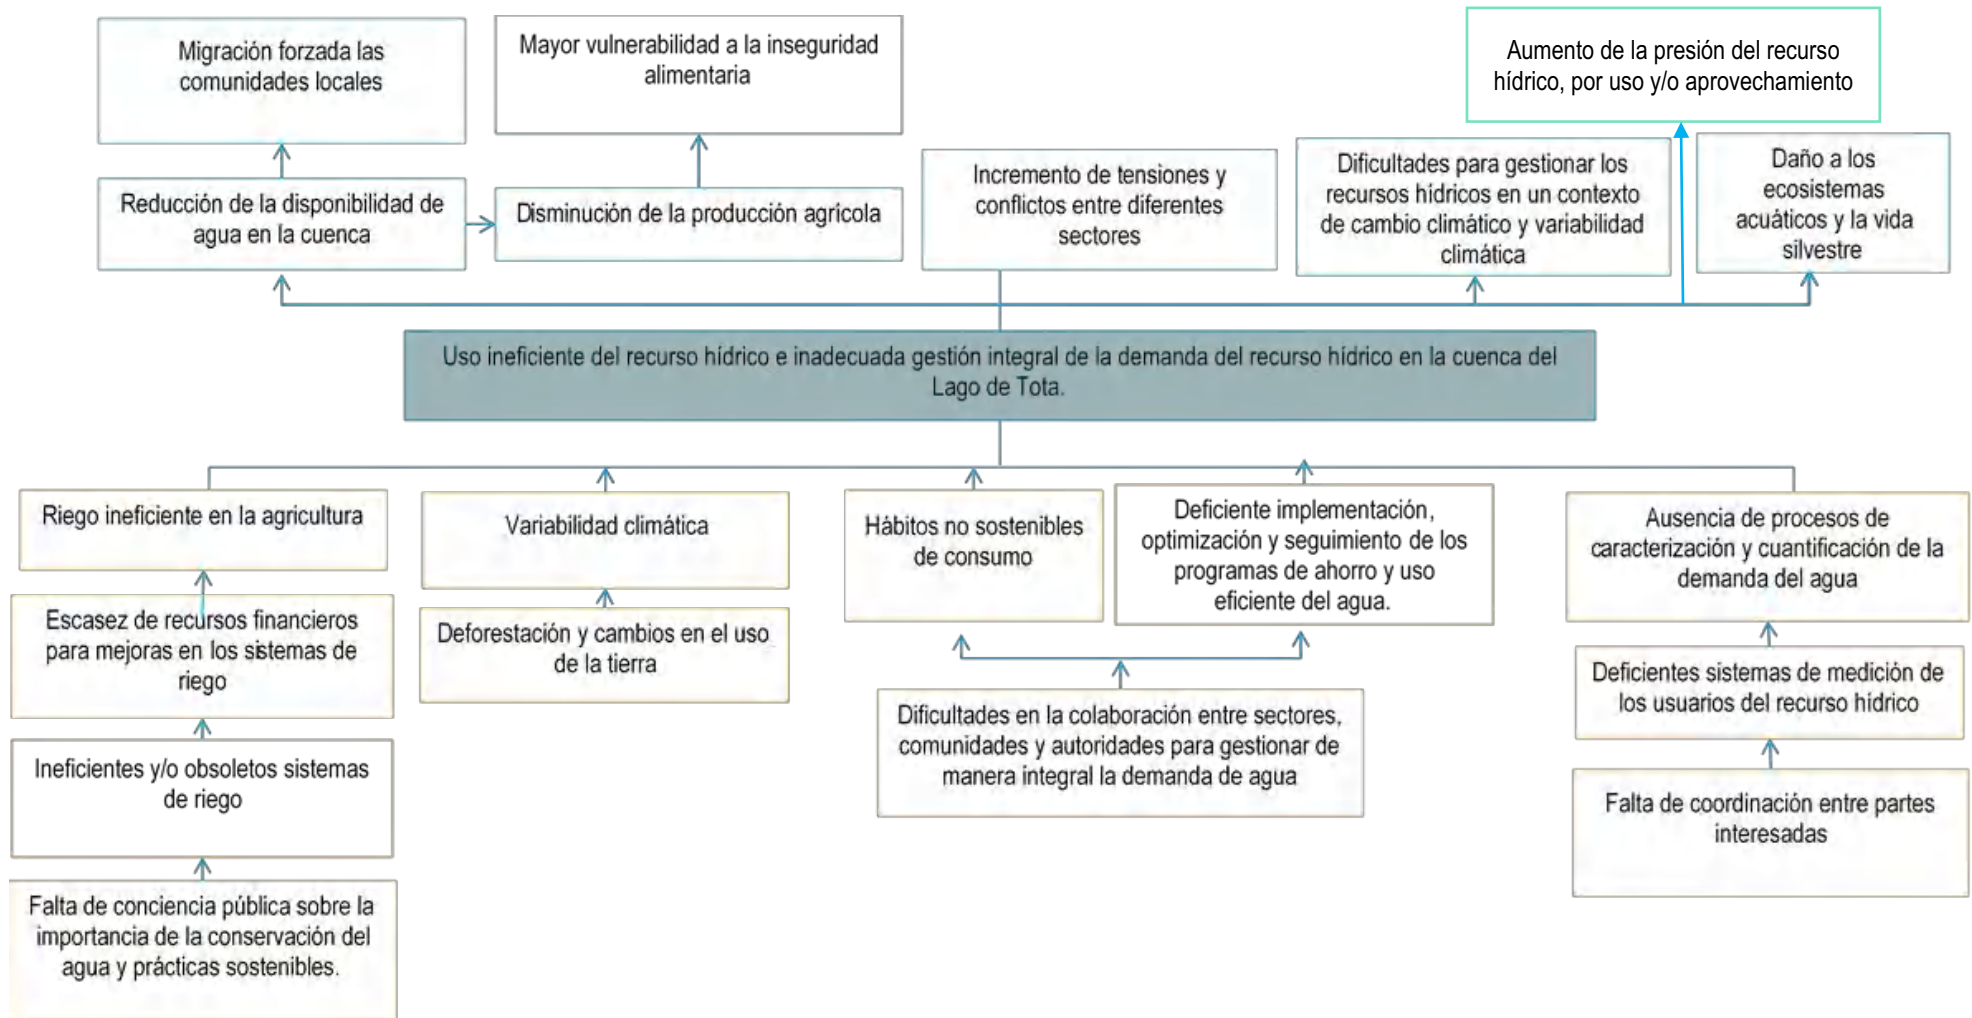 Migración forzada las
comunidades locales
Mayor vulnerabilidad a la inseguridad
alimentaria
Aumento de la presión del recurso
hídrico, por uso y/o aprovechamiento
Reducción de la disponibilidad de
agua en la cuenca
Disminución de la producción agrícola
Incremento de tensiones y
conflictos entre diferentes
sectores
Dificultades para gestionar los
recursos hídricos en un contexto
de cambio climático y variabilidad
climática
Daño a los
ecosistemas
acuáticos y la vida
silvestre
Uso ineficiente del recurso hídrico e inadecuada gestión integral de la demanda del recurso hídrico en la cuenca del
Lago de Tota.
Riego ineficiente en la agricultura
Variabilidad climática
Hábitos no sostenibles
de consumo
Deficiente implementación,
optimización y seguimiento de los
programas de ahorro y uso
eficiente del agua.
Ausencia de procesos de
caracterización y cuantificación de la
demanda del agua
Escasez de recursos financieros
para mejoras en los sistemas de
riego
Deforestación y cambios en el uso
de la tierra
Dificultades en la colaboración entre sectores,
comunidades y autoridades para gestionar de
manera integral la demanda de agua
Deficientes sistemas de medición de
los usuarios del recurso hídrico
Ineficientes y/o obsoletos sistemas
de riego
Falta de coordinación entre partes
interesadas
Falta de conciencia pública sobre la
importancia de la conservación del
agua y prácticas sostenibles.